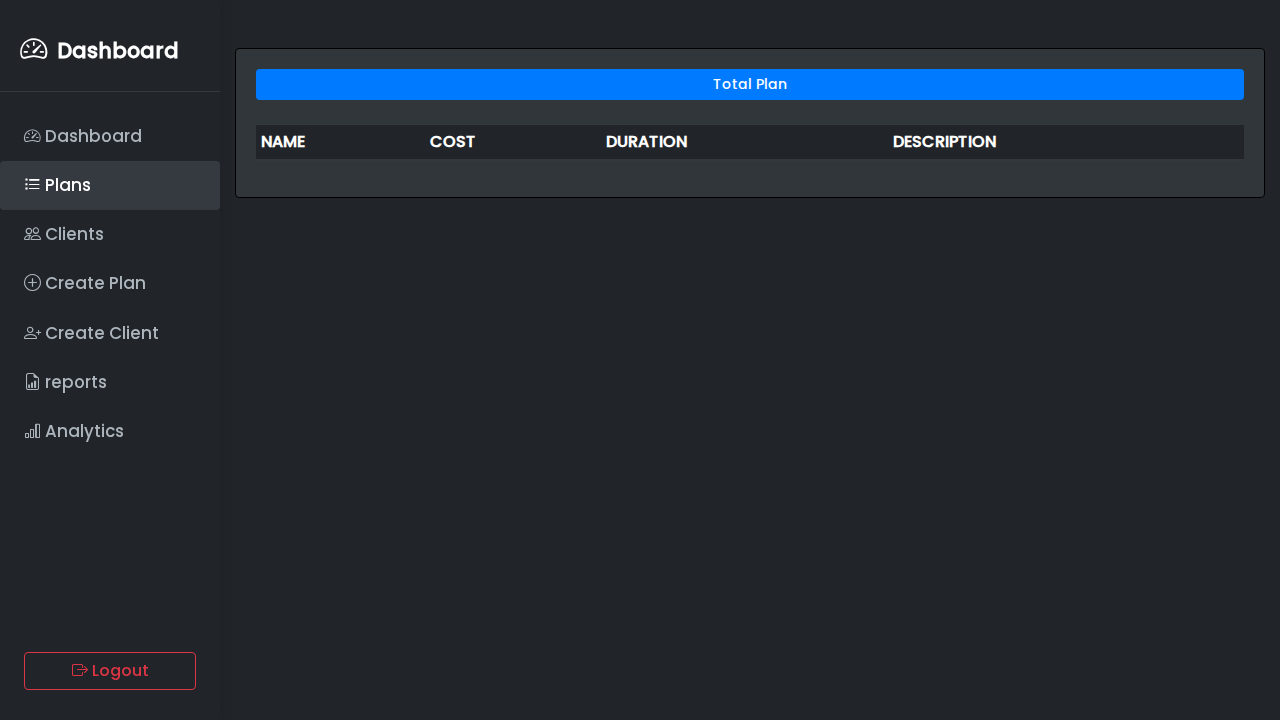 Dashboard
Dashboard
Plans
Clients
Create Plan
Create Client
reports
Analytics
Logout
Total Plan
NAME COST DURATION DESCRIPTION